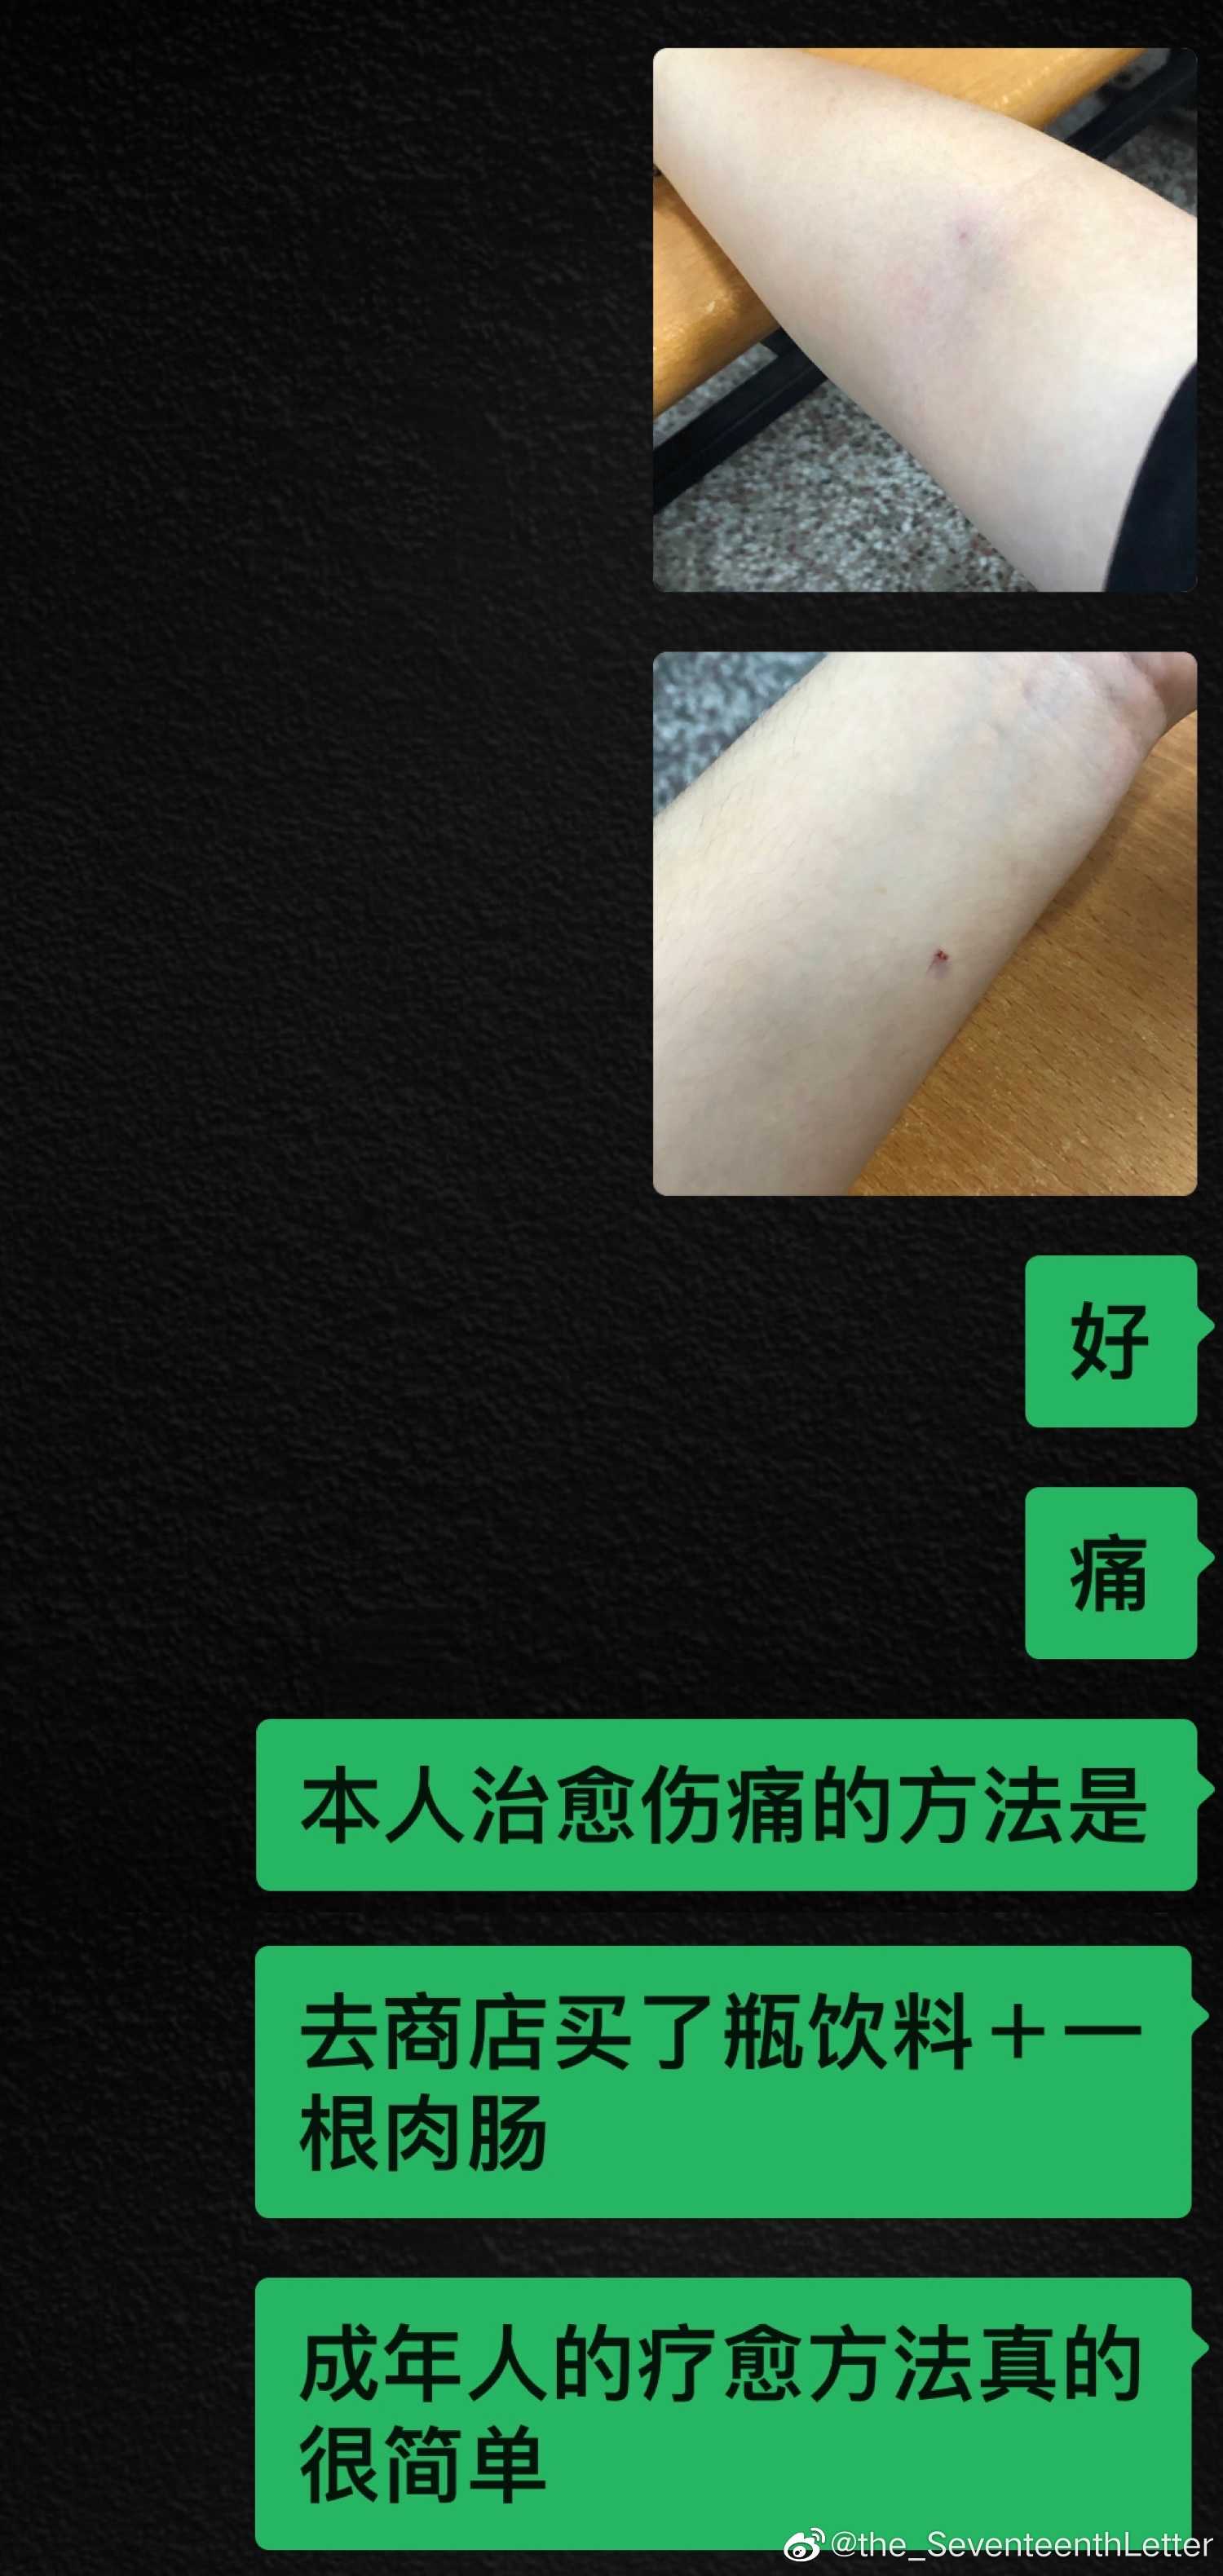 好
痛
本人治愈伤痛的方法是
去商店买了瓶饮料＋一
根肉肠
成年人的疗愈方法真的
很简单
@the_SeventeenthLetter